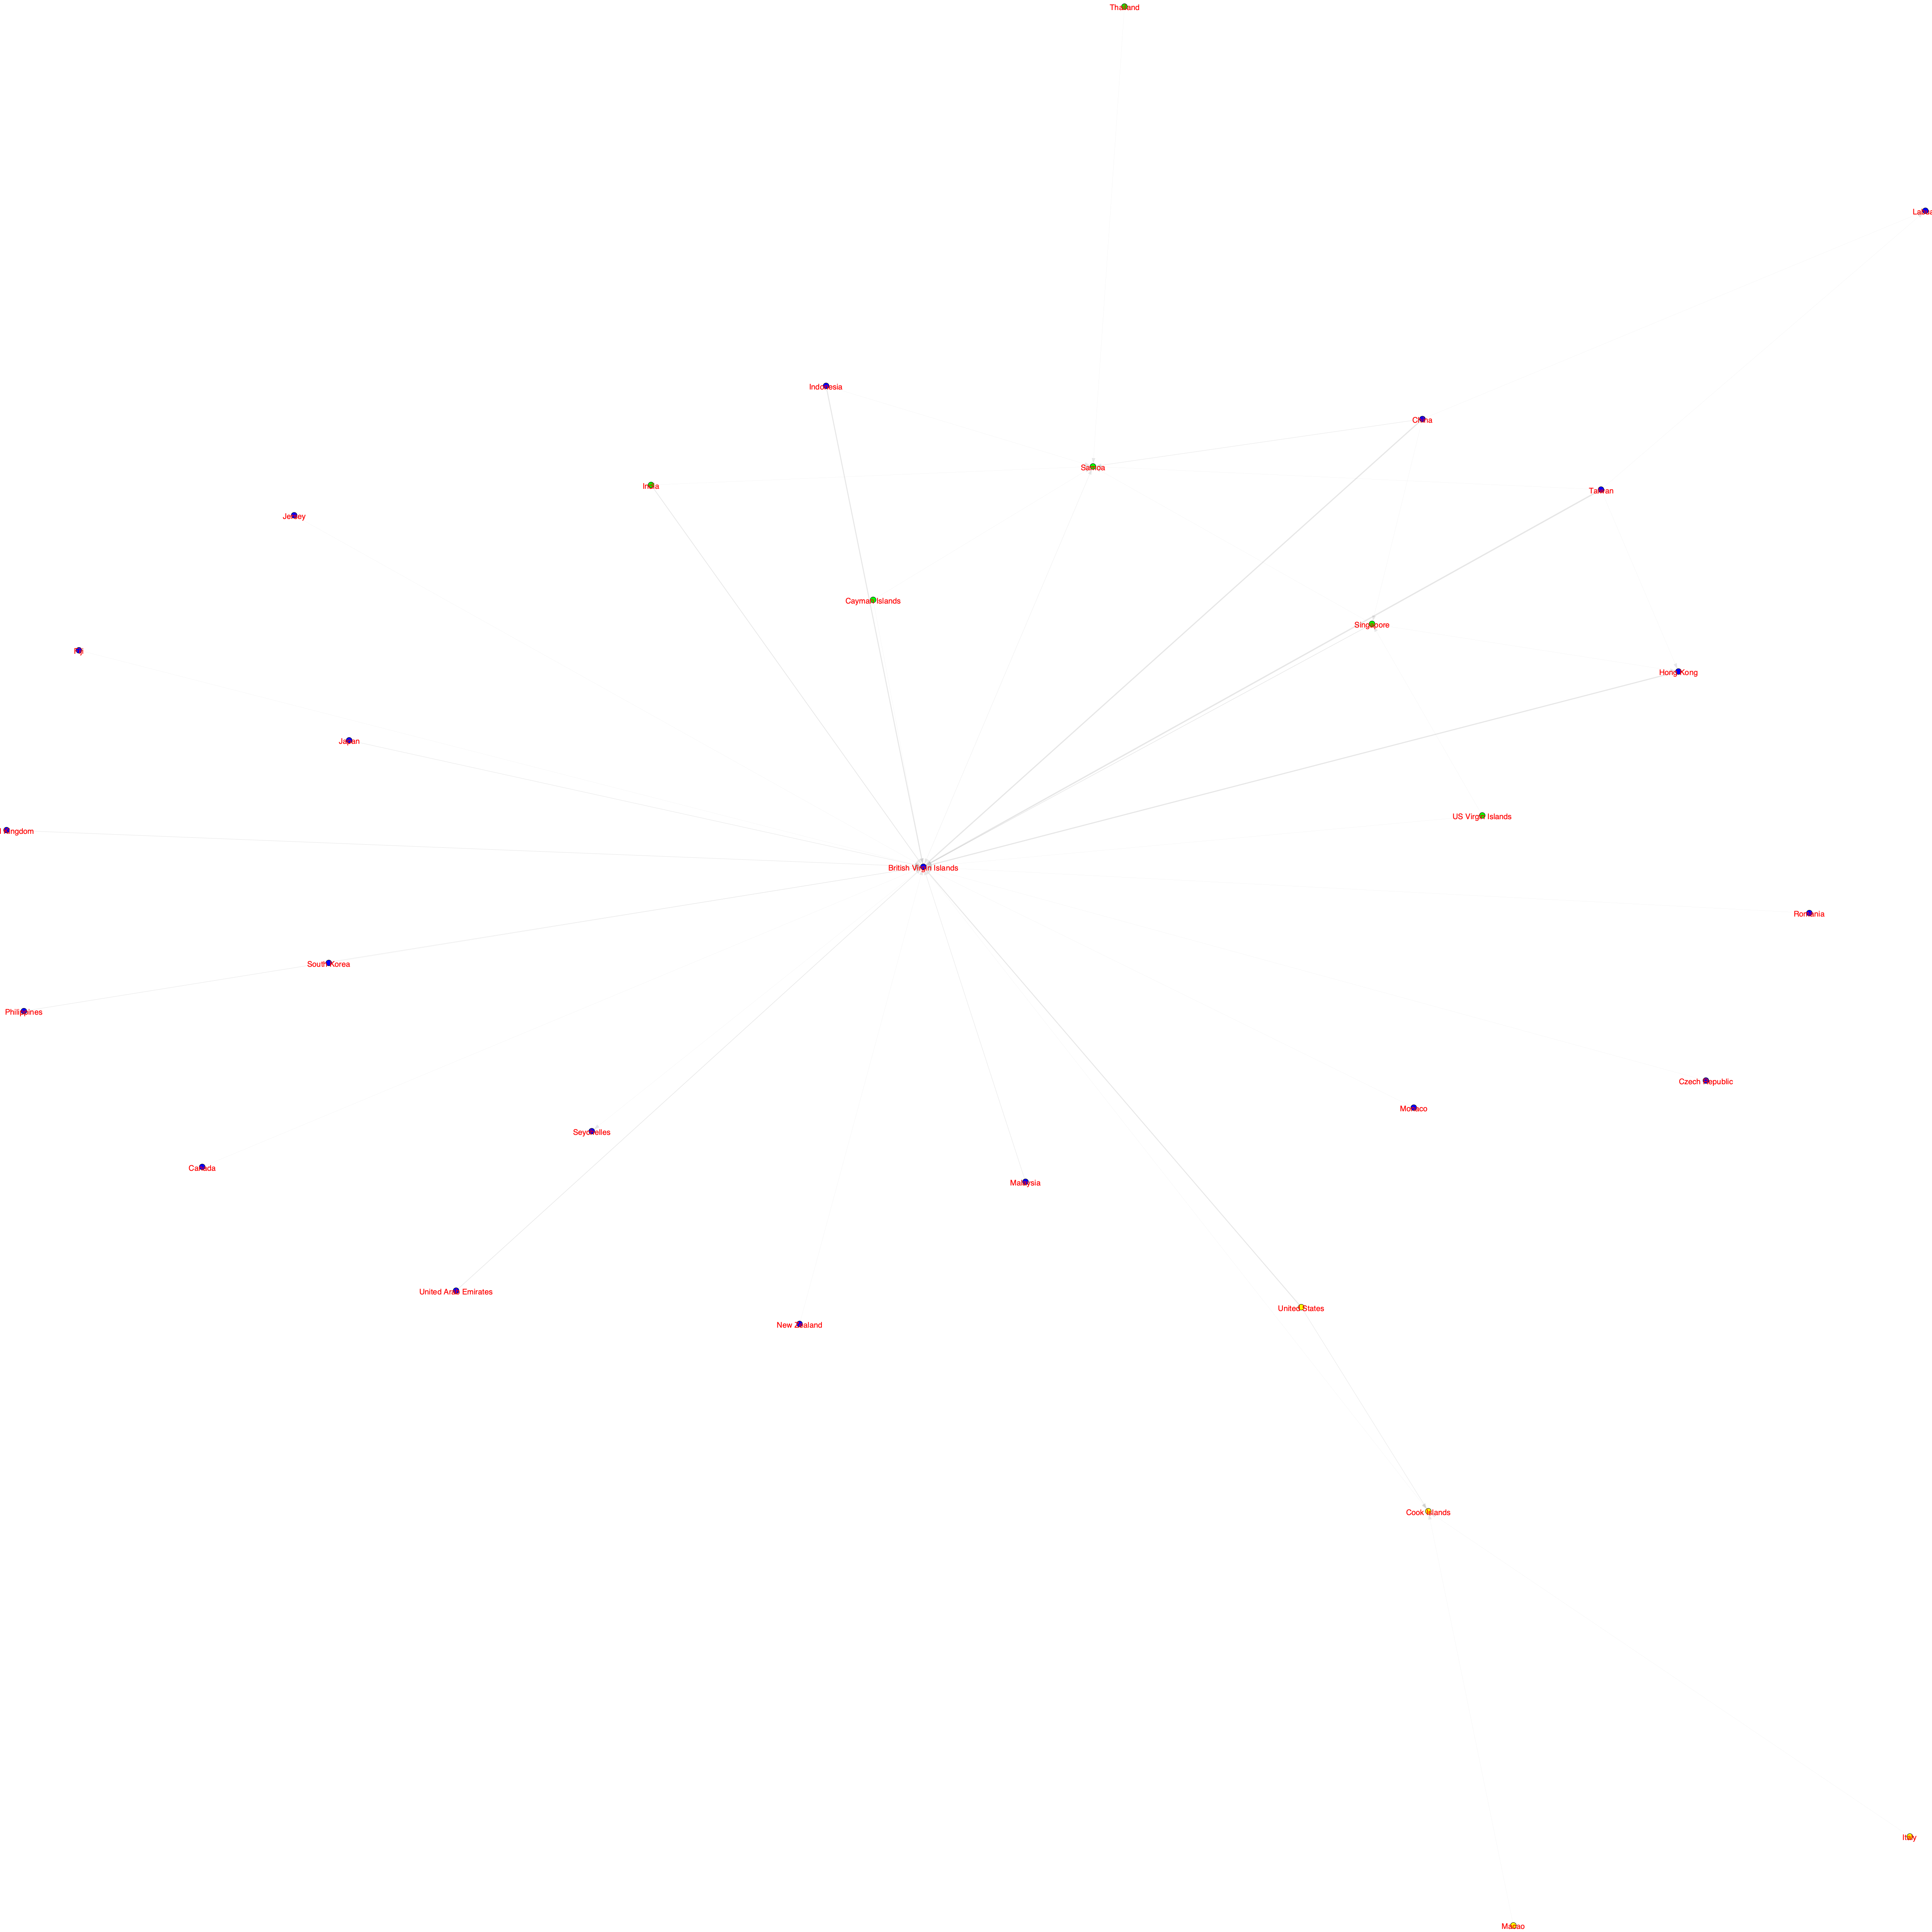 Thailand
Indonesia
China
Samoa
India
Taiwan
Jersey
Cayman Islands
Singapore
Fiji
Hong Kong
Japan
US Virgin Islands
Kingdom
British Virgin Islands
Romania
South Korea
Philippines
Czech Republic
Monaco
Seychelles
Canada
Malaysia
United Arab Emirates
United States
New Zealand
Cook Islands
Italy
Macao